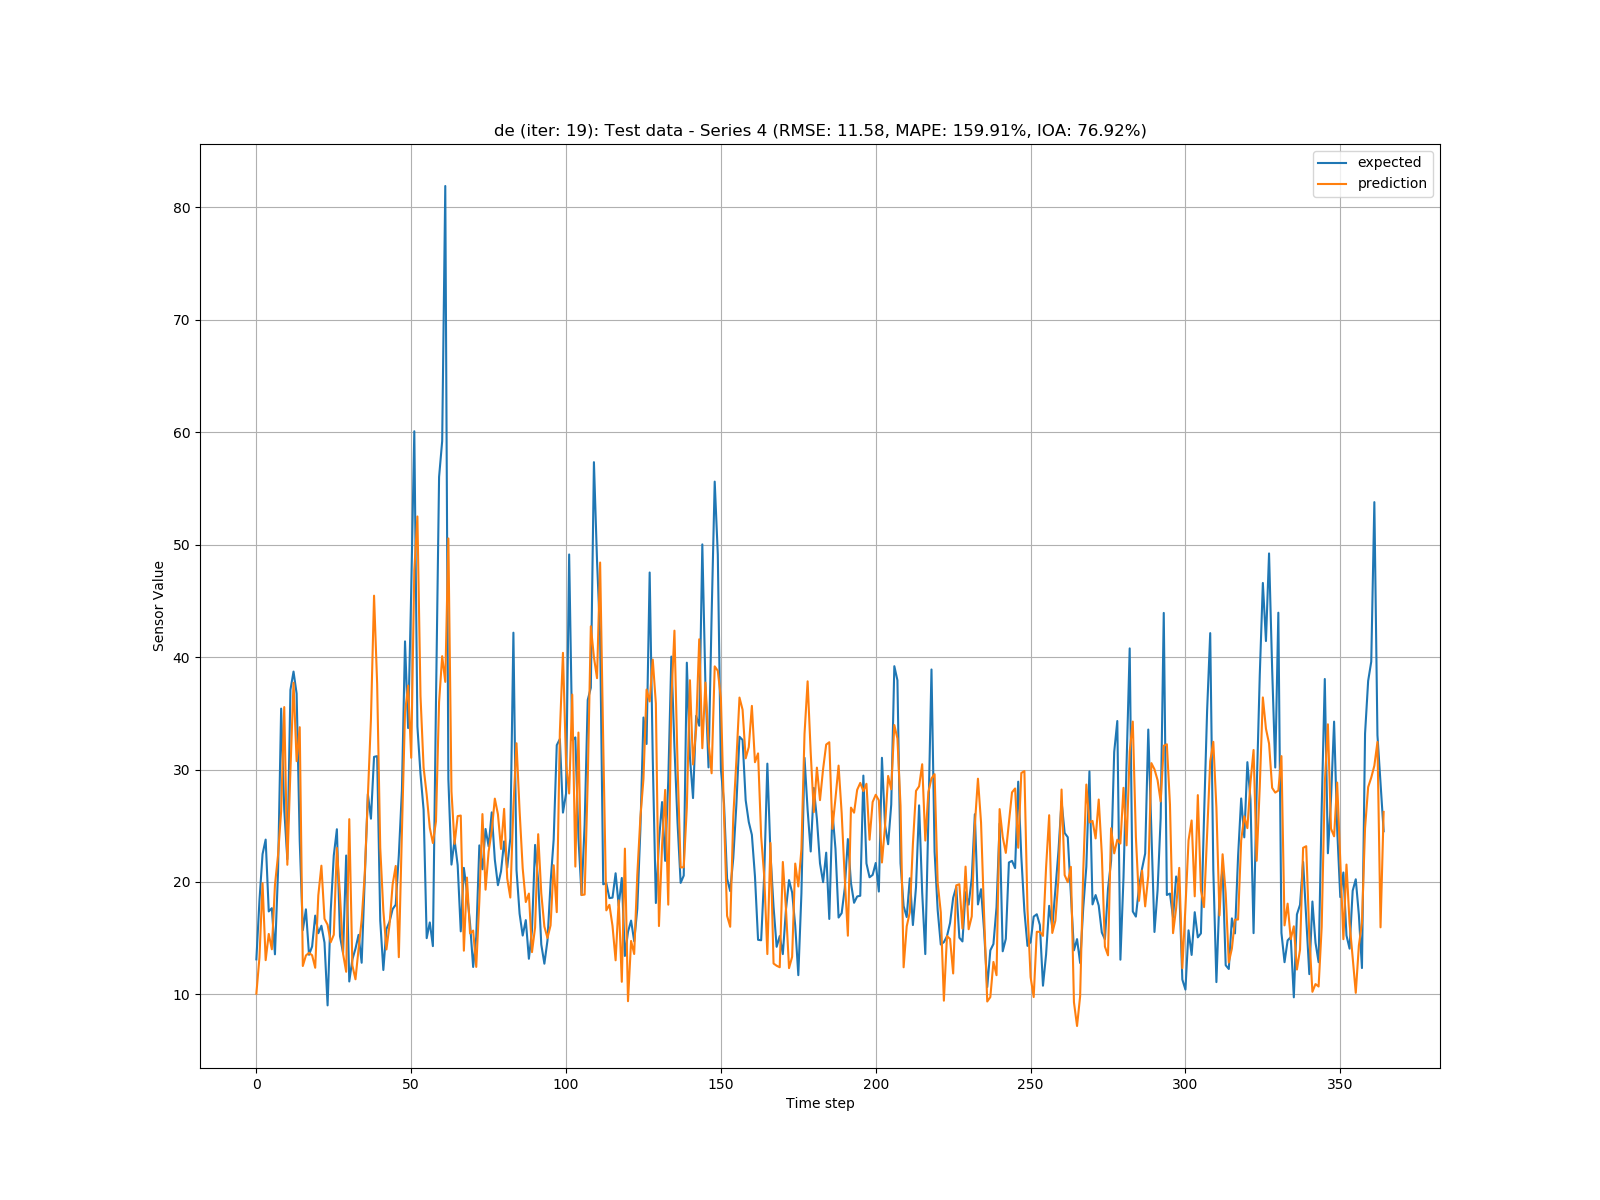 de (iter: 19): Test data - Series 4 (RMSE: 11.58, MAPE: 159.91%, IOA: 76.92%)
expected
prediction
80
70
60
50
40
30
20
10
Sensor Value
0 50 100 150 200 250 300 350
Time step